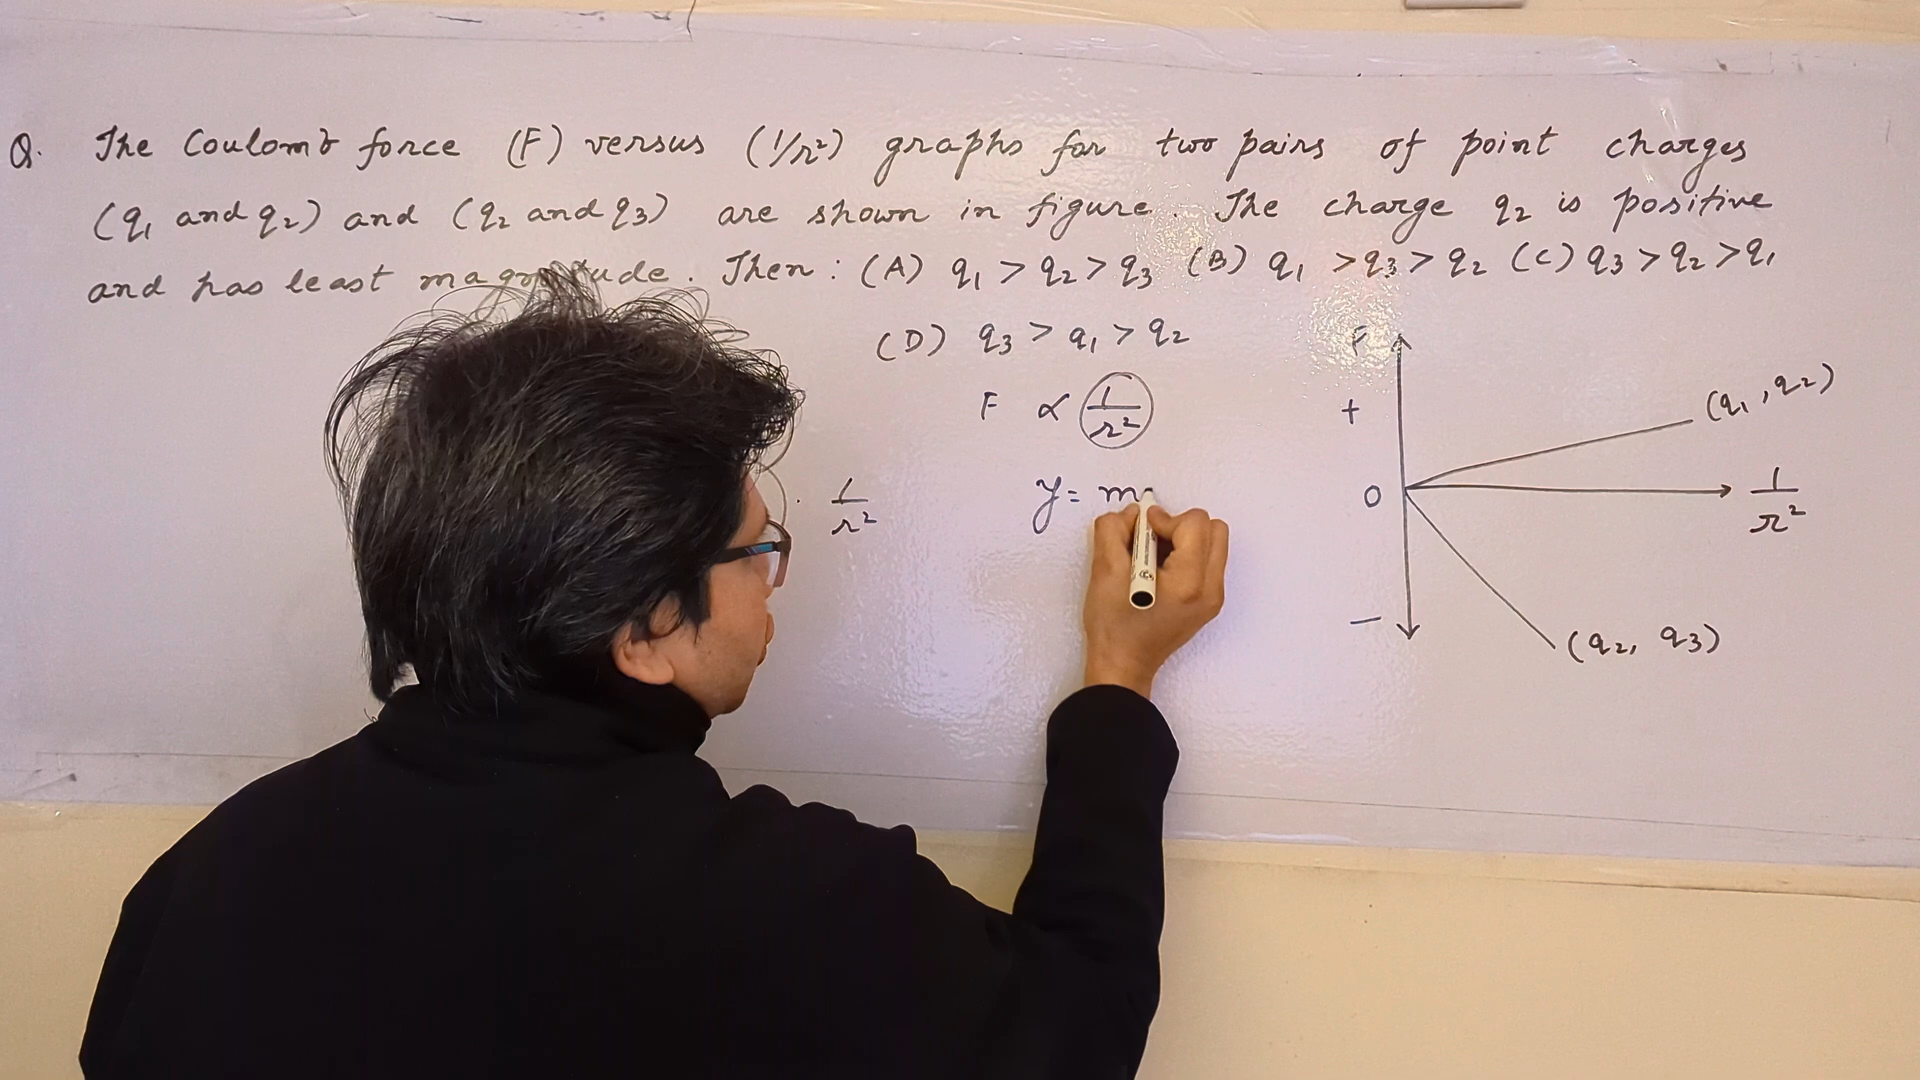 Q. The Coulomb force (F) versus (1/r²) graphs for two pairs of point charges
(q₁ and q₂) and (q₂ and q₃) are shown in figure. The charge q₂ is positive
and has least magnitude. Then : (A) q₁ > q₂ > q₃ (B) q₁ > q₃ > q₂ (C) q₃ > q₂ > q₁
(D) q₃ > q₁ > q₂
F ∝ 1/r²
. 1/r²
y = m
F
+
(q₁, q₂)
0
1/r²
−
(q₂, q₃)